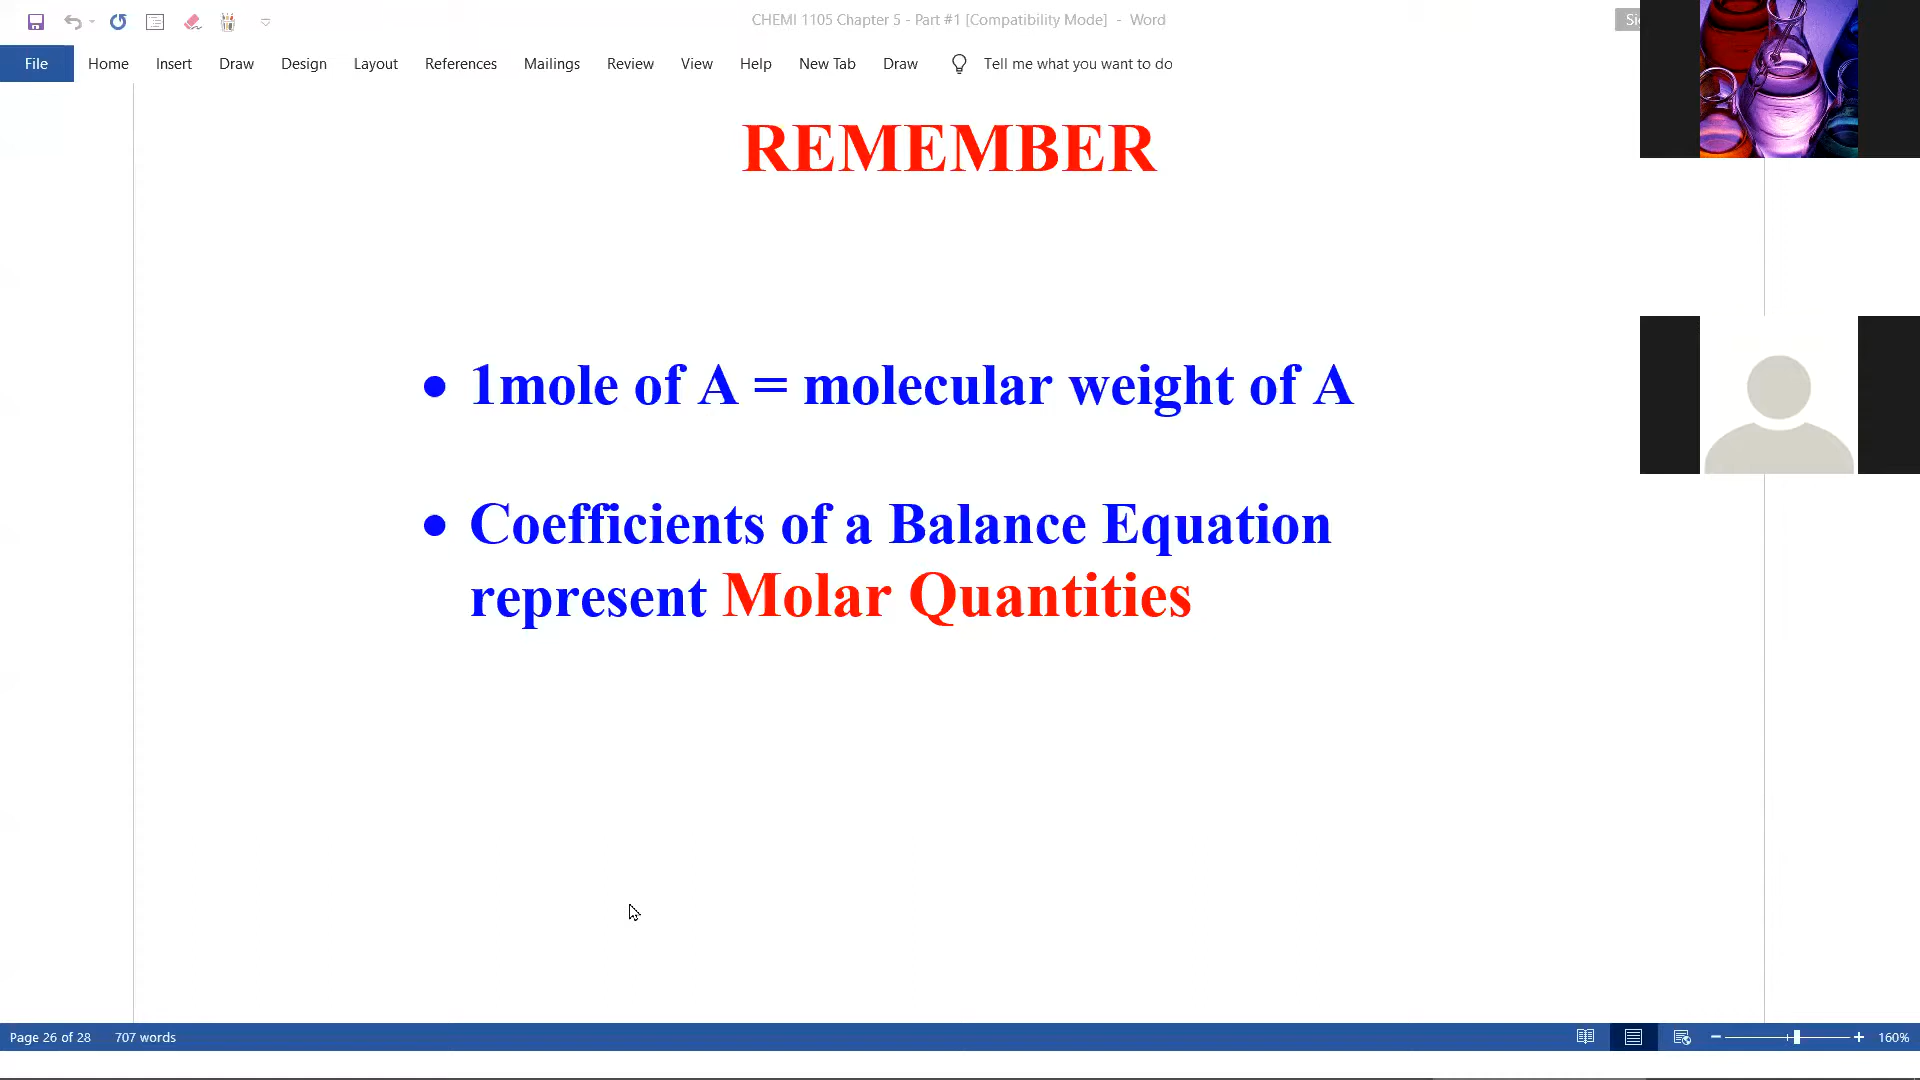 CHEMI 1105 Chapter 5 - Part #1 [Compatibility Mode] - Word
File Home Insert Draw Design Layout References Mailings Review View Help New Tab Draw Tell me what you want to do
REMEMBER
• 1mole of A = molecular weight of A
• Coefficients of a Balance Equation
represent Molar Quantities
Page 26 of 28 707 words 160%